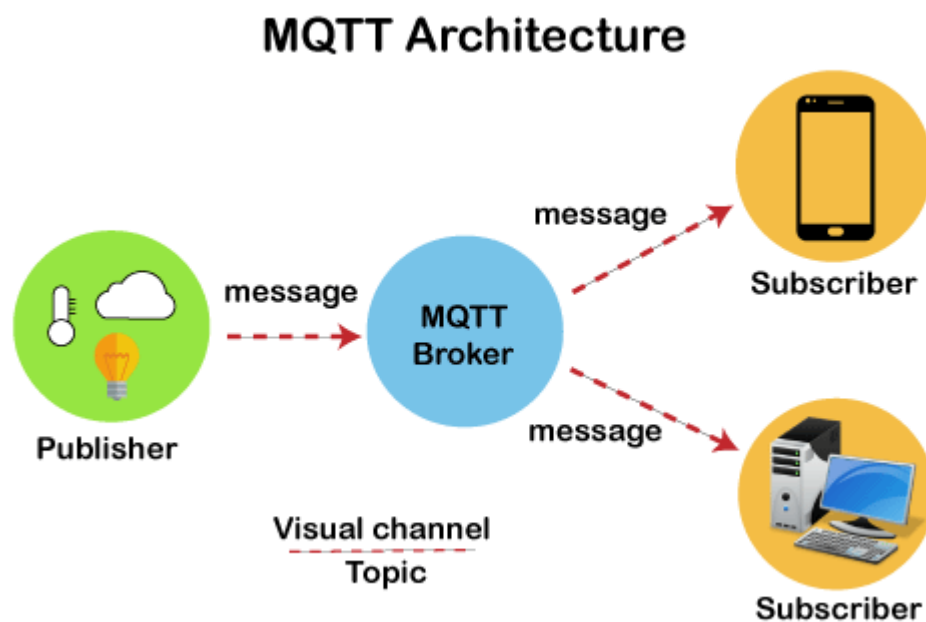 MQTT Architecture
message
Subscriber
message
MQTT
Broker
Publisher
message
Visual channel
Topic
Subscriber